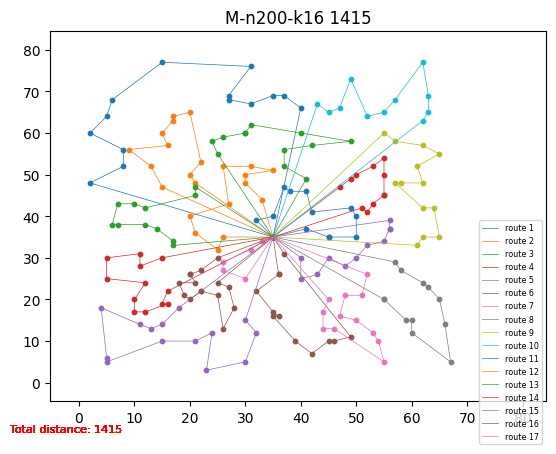 M-n200-k16 1415
80
70
60
50
40
30
20
10
0
0
10
20
30
40
50
60
70
80
route 1
route 2
route 3
route 4
route 5
route 6
route 7
route 8
route 9
route 10
route 11
route 12
route 13
route 14
route 15
route 16
route 17
Total distance: 1415